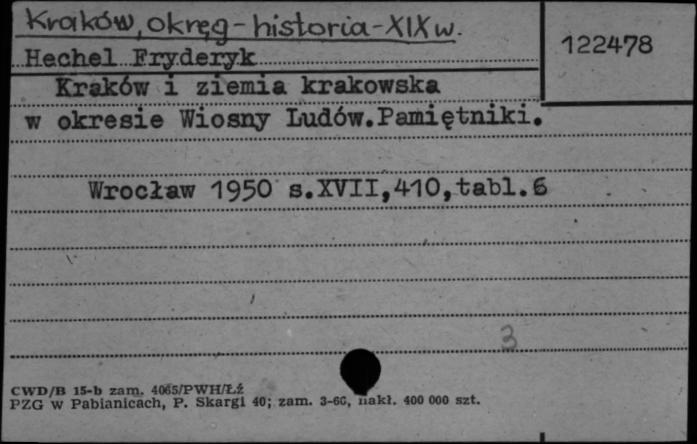 Kraków, okręg - historia - XIX w.
122478
Hechel Fryderyk
Kraków i ziemia krakowska
w okresie Wiosny Ludów.Pamiętniki.
Wrocław 1950 s.XVII,410,tabl.6
3
CWD/B 15-b zam. 4065/PWH/Łź
PZG w Pabianicach, P. Skargi 40; zam. 3-66, nakł. 400 000 szt.